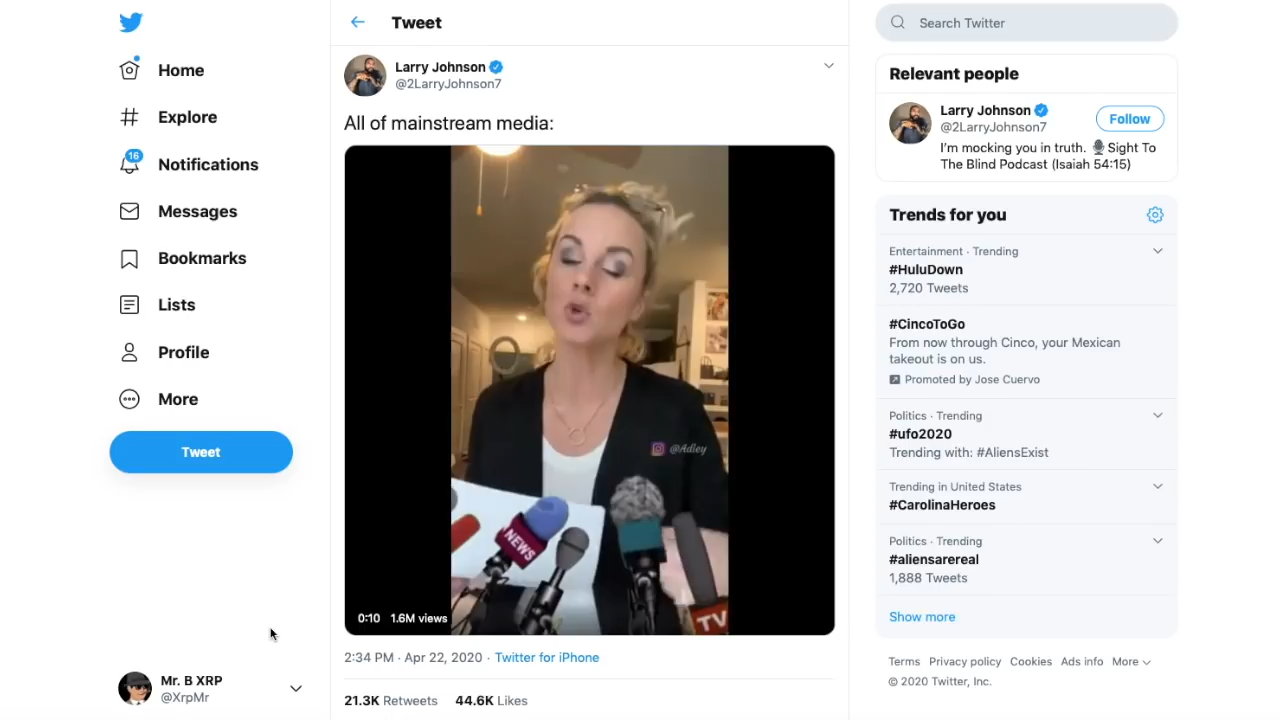 Home
Explore
16
Notifications
Messages
Bookmarks
Lists
Profile
More
Tweet
Mr. B XRP
@XrpMr
Tweet
Larry Johnson
@2LarryJohnson7
All of mainstream media:
@Adley
NEWS
TV
0:10 1.6M views
2:34 PM · Apr 22, 2020 · Twitter for iPhone
21.3K Retweets 44.6K Likes
Search Twitter
Relevant people
Larry Johnson
@2LarryJohnson7
Follow
I'm mocking you in truth. 🎙️Sight To
The Blind Podcast (Isaiah 54:15)
Trends for you
Entertainment · Trending
#HuluDown
2,720 Tweets
#CincoToGo
From now through Cinco, your Mexican
takeout is on us.
Promoted by Jose Cuervo
Politics · Trending
#ufo2020
Trending with: #AliensExist
Trending in United States
#CarolinaHeroes
Politics · Trending
#aliensarereal
1,888 Tweets
Show more
Terms Privacy policy Cookies Ads info More
© 2020 Twitter, Inc.